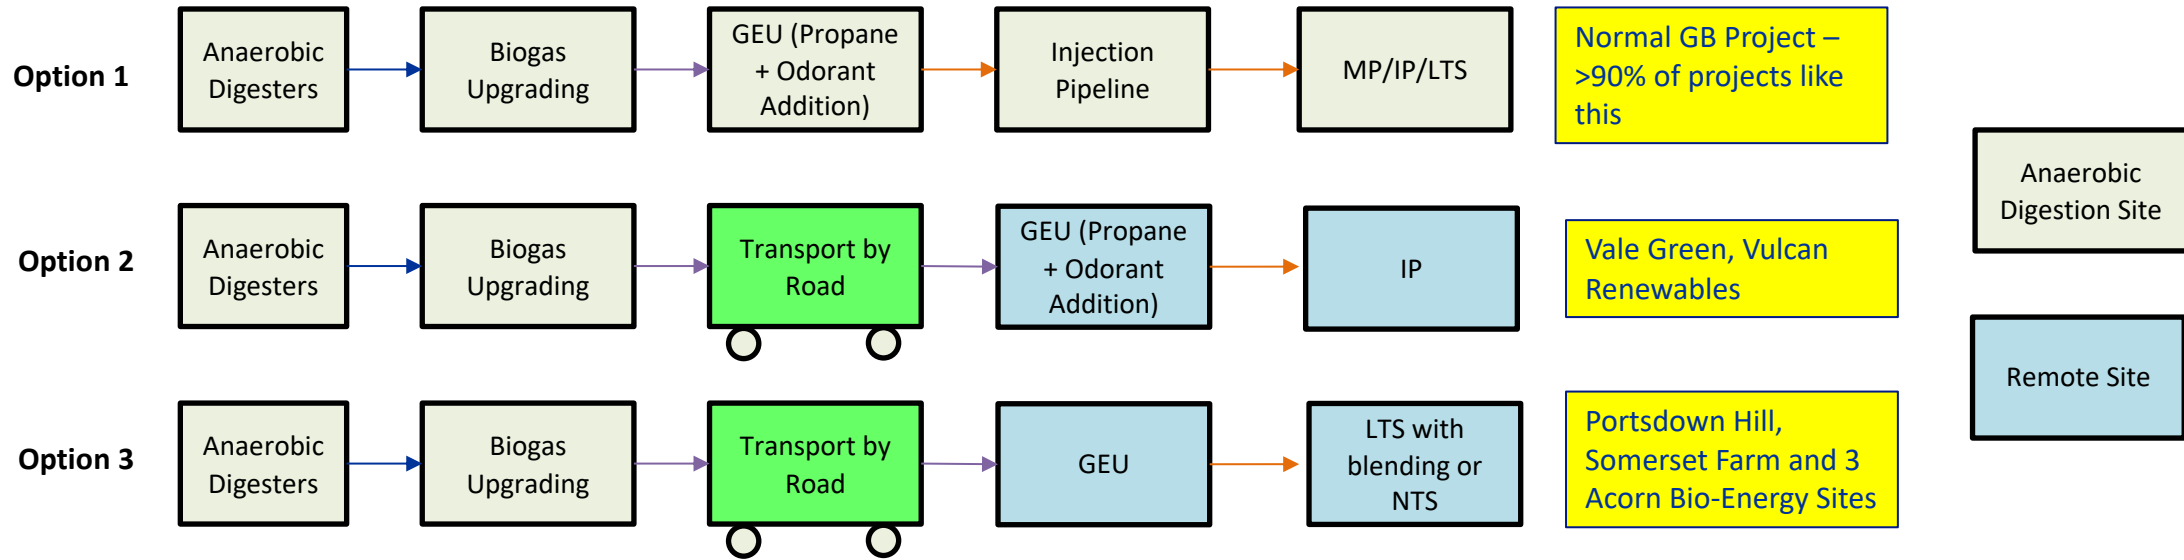 Option 1
Anaerobic
Digesters
Biogas
Upgrading
GEU (Propane
+ Odorant
Addition)
Injection
Pipeline
MP/IP/LTS
Normal GB Project –
>90% of projects like
this
Option 2
Anaerobic
Digesters
Biogas
Upgrading
Transport by
Road
GEU (Propane
+ Odorant
Addition)
IP
Vale Green, Vulcan
Renewables
Option 3
Anaerobic
Digesters
Biogas
Upgrading
Transport by
Road
GEU
LTS with
blending or
NTS
Portsdown Hill,
Somerset Farm and 3
Acorn Bio-Energy Sites
Anaerobic
Digestion Site
Remote Site